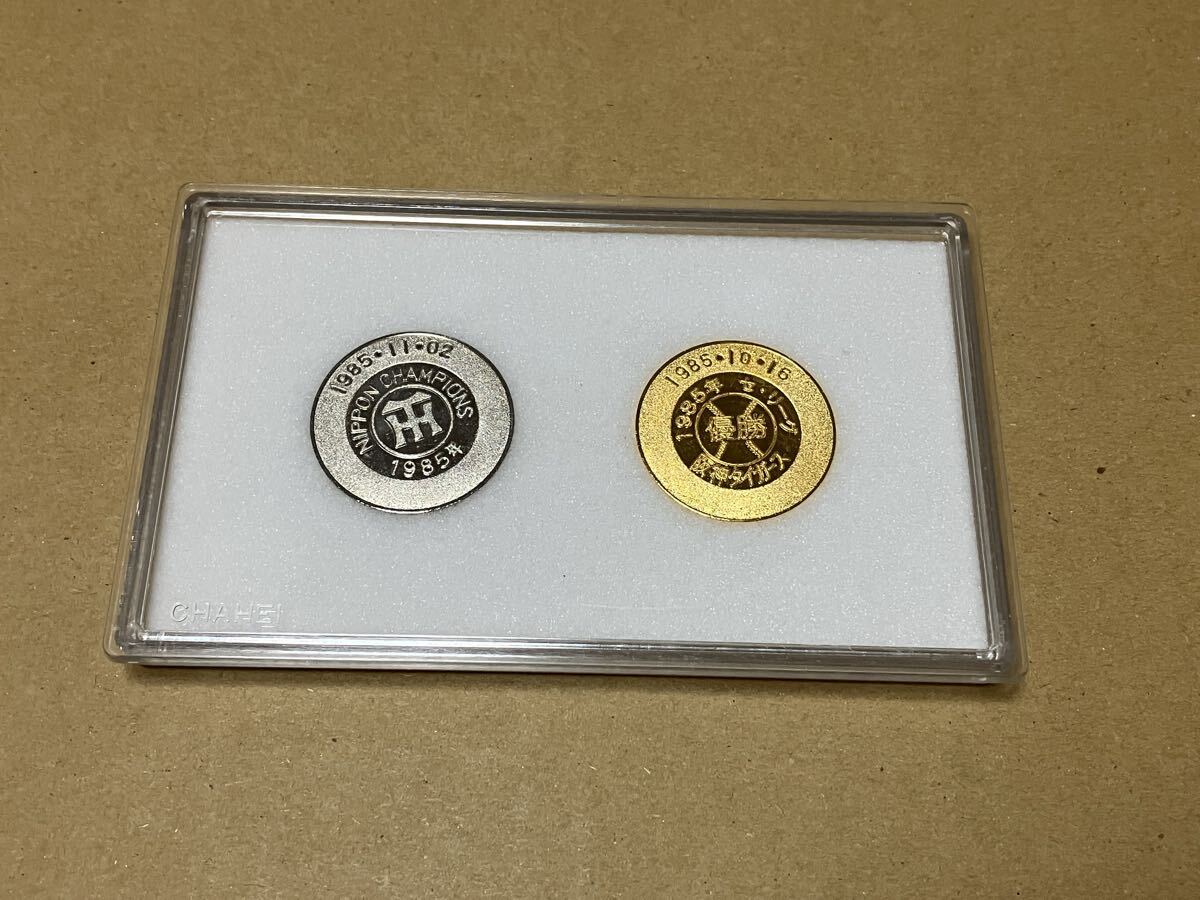 1985・11・02
NIPPON CHAMPIONS
1985年
1985・10・16
1985年 セ・リーグ
優勝
阪神タイガース